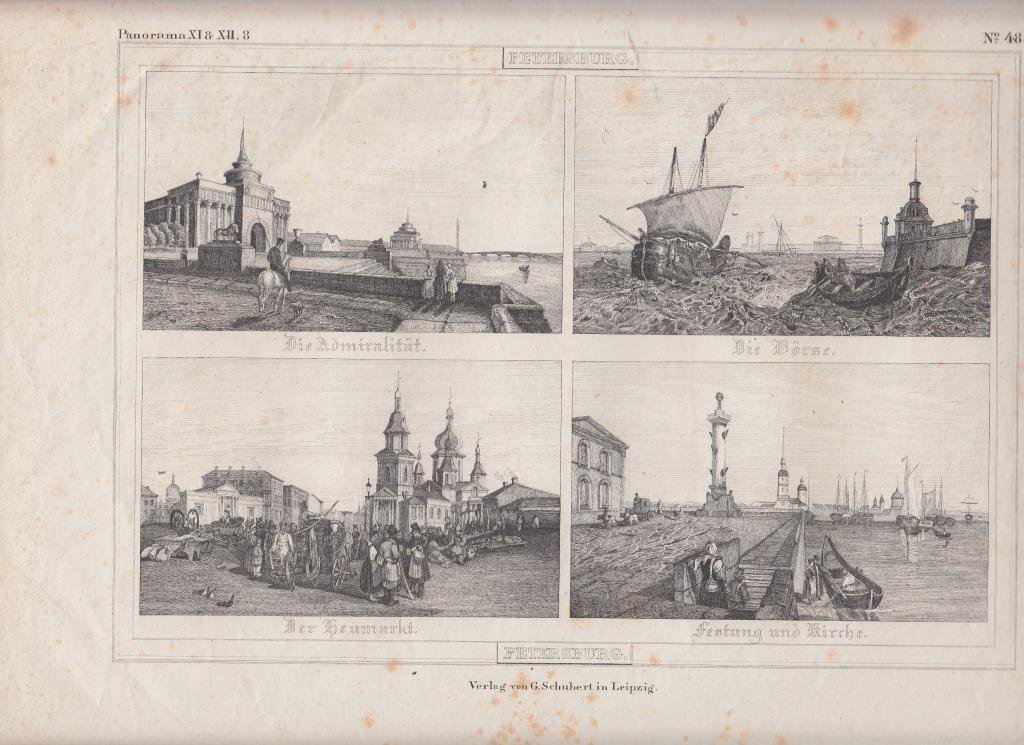 Panorama XI & XII. 8
No. 48
PETERSBURG.
Die Admiralität.
Die Börse.
Der Heumarkt.
Festung und Kirche.
PETERSBURG.
Verlag von G. Schubert in Leipzig.